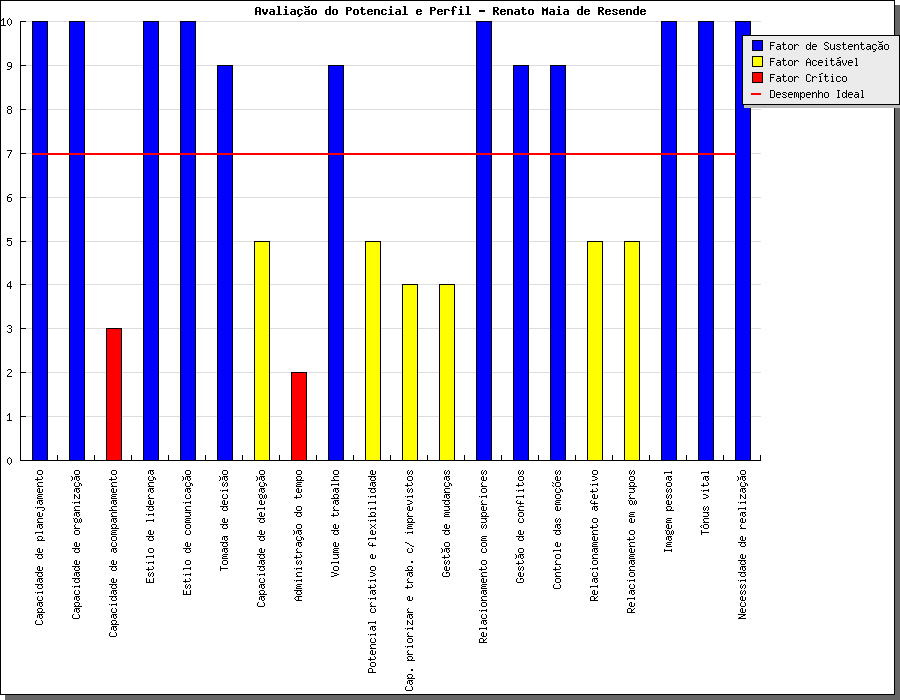 Avaliação do Potencial e Perfil - Renato Maia de Resende
10
9
8
7
6
5
4
3
2
1
0
Fator de Sustentação
Fator Aceitável
Fator Crítico
Desempenho Ideal
Capacidade de planejamento
Capacidade de organização
Capacidade de acompanhamento
Estilo de liderança
Estilo de comunicação
Tomada de decisão
Capacidade de delegação
Administração do tempo
Volume de trabalho
Potencial criativo e flexibilidade
Cap. priorizar e trab. c/ imprevistos
Gestão de mudanças
Relacionamento com superiores
Gestão de conflitos
Controle das emoções
Relacionamento afetivo
Relacionamento em grupos
Imagem pessoal
Tônus vital
Necessidade de realização